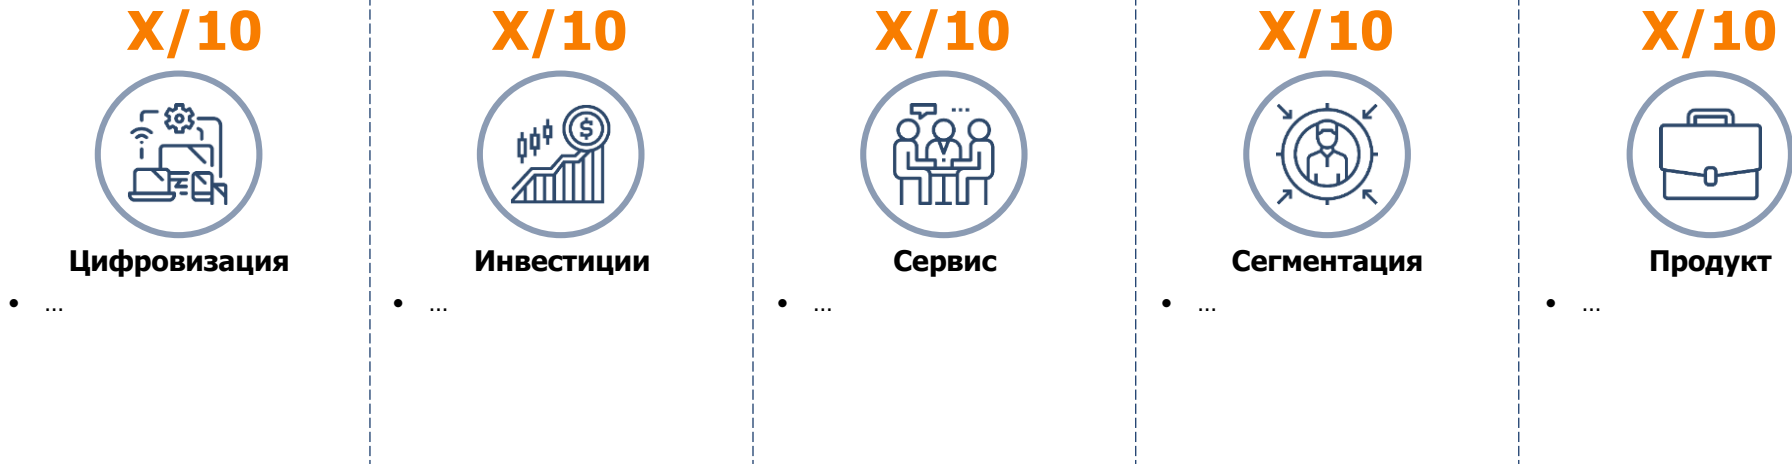 X/10 X/10 X/10 X/10 X/10
$
Цифровизация Инвестиции Сервис Сегментация Продукт
• ... • ... • ... • ... • ...